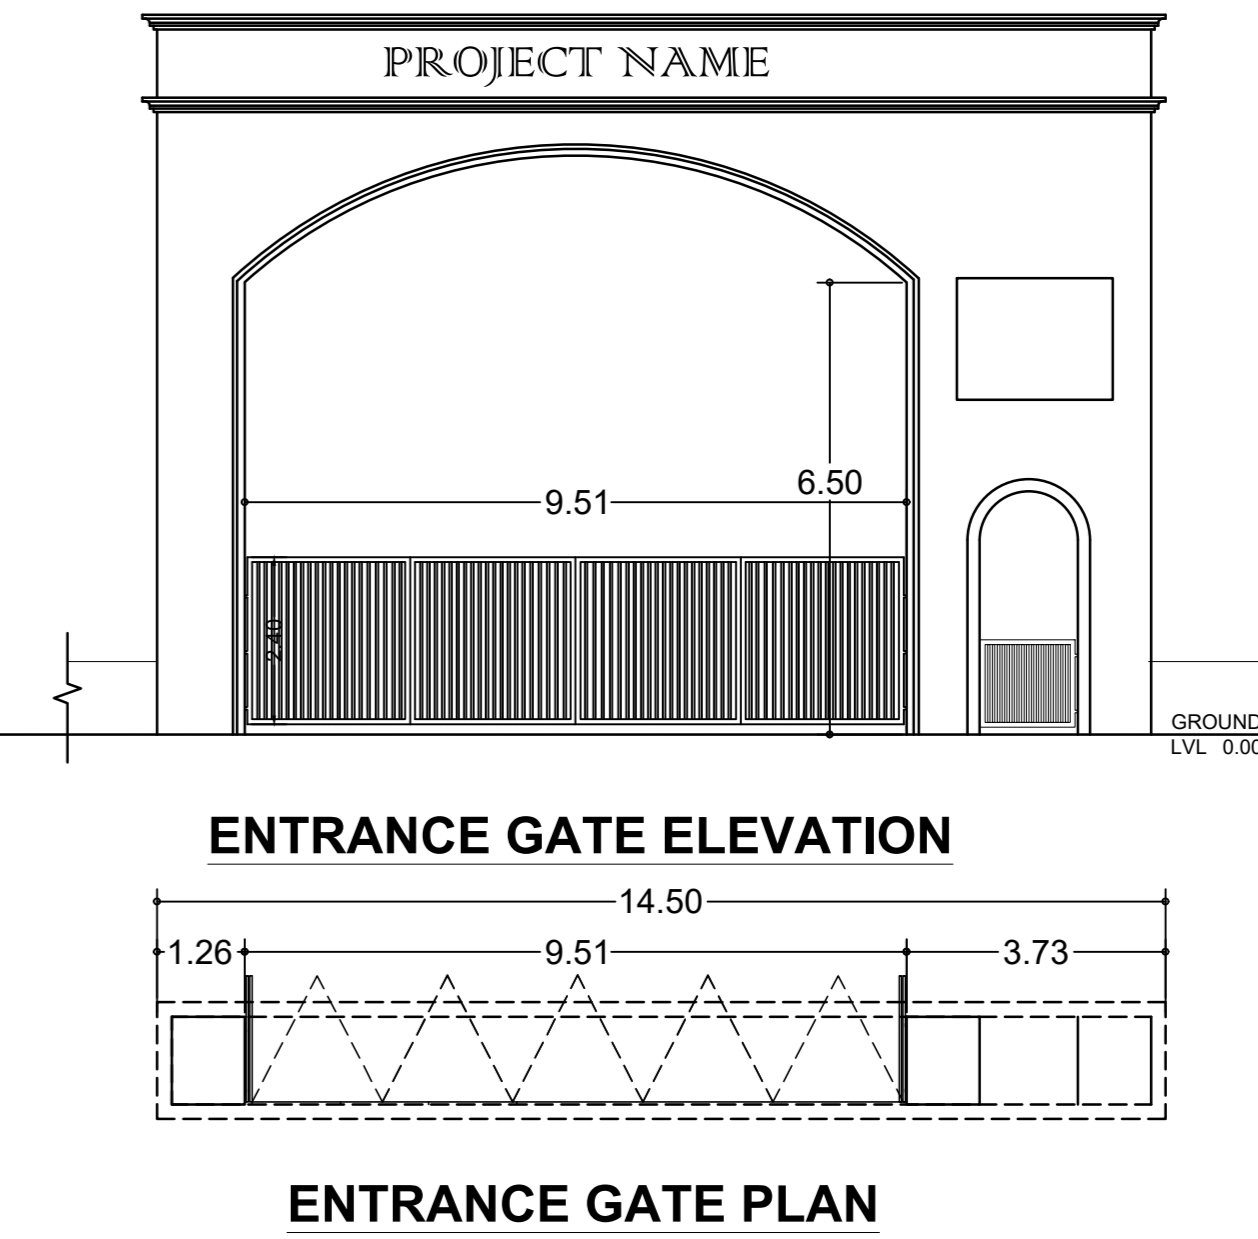 PROJECT NAME
6.50
9.51
2.40
GROUND
LVL 0.00
ENTRANCE GATE ELEVATION
14.50
1.26 9.51 3.73
ENTRANCE GATE PLAN